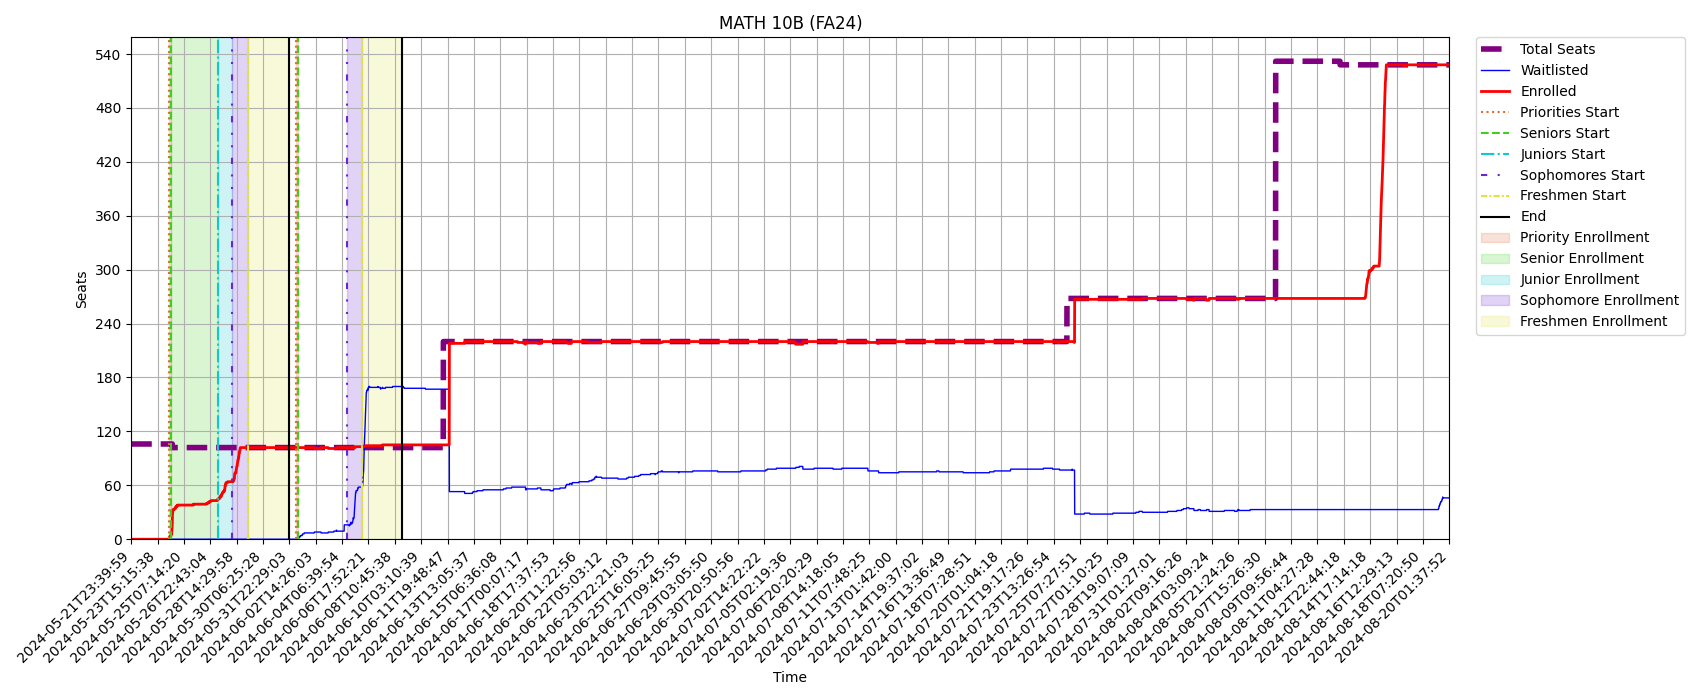 MATH 10B (FA24)
Seats
540
480
420
360
300
240
180
120
60
0
2024-05-21T23:39:59
2024-05-23T15:15:38
2024-05-25T07:14:20
2024-05-26T22:43:04
2024-05-28T14:29:58
2024-05-30T06:25:28
2024-05-31T22:29:03
2024-06-02T14:26:03
2024-06-04T06:39:54
2024-06-06T17:52:21
2024-06-08T10:45:38
2024-06-10T03:10:39
2024-06-11T19:48:47
2024-06-13T13:05:37
2024-06-15T06:36:08
2024-06-17T00:07:17
2024-06-18T17:37:53
2024-06-20T11:22:56
2024-06-22T05:03:12
2024-06-23T22:21:03
2024-06-25T16:05:25
2024-06-27T09:45:55
2024-06-29T03:05:50
2024-06-30T20:50:56
2024-07-02T14:22:22
2024-07-05T02:19:36
2024-07-06T20:20:29
2024-07-08T14:18:05
2024-07-11T07:48:25
2024-07-13T01:42:00
2024-07-14T19:37:02
2024-07-16T13:36:49
2024-07-18T07:28:51
2024-07-20T01:04:18
2024-07-21T19:17:26
2024-07-23T13:26:54
2024-07-25T07:27:51
2024-07-27T01:10:25
2024-07-28T19:07:09
2024-07-31T01:27:01
2024-08-02T09:16:26
2024-08-04T03:09:24
2024-08-05T21:24:26
2024-08-07T15:26:30
2024-08-09T09:56:44
2024-08-11T04:27:28
2024-08-12T22:44:18
2024-08-14T17:14:18
2024-08-16T12:29:13
2024-08-18T07:20:50
2024-08-20T01:37:52
Time
Total Seats
Waitlisted
Enrolled
Priorities Start
Seniors Start
Juniors Start
Sophomores Start
Freshmen Start
End
Priority Enrollment
Senior Enrollment
Junior Enrollment
Sophomore Enrollment
Freshmen Enrollment